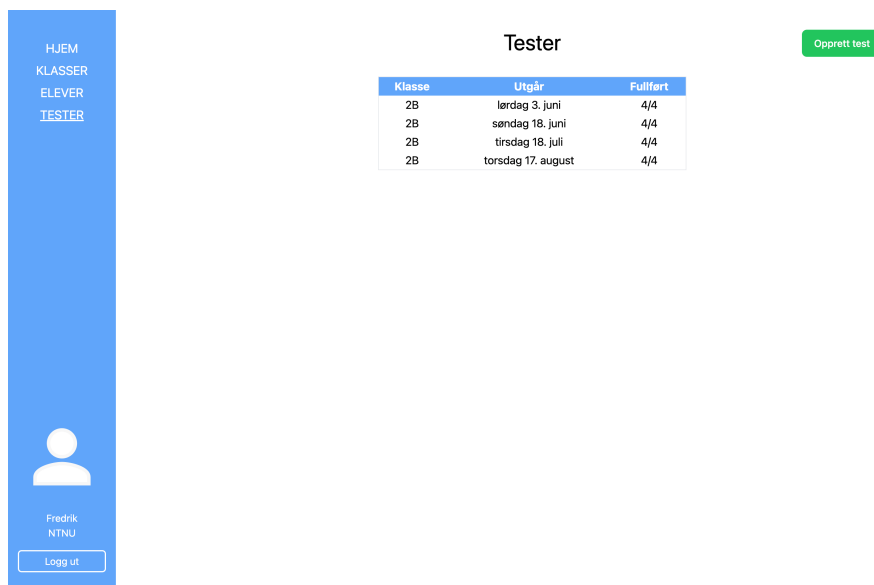 HJEM
KLASSER
ELEVER
TESTER
Fredrik
NTNU
Logg ut
Tester
Opprett test
Klasse Utgår Fullført
2B lørdag 3. juni 4/4
2B søndag 18. juni 4/4
2B tirsdag 18. juli 4/4
2B torsdag 17. august 4/4